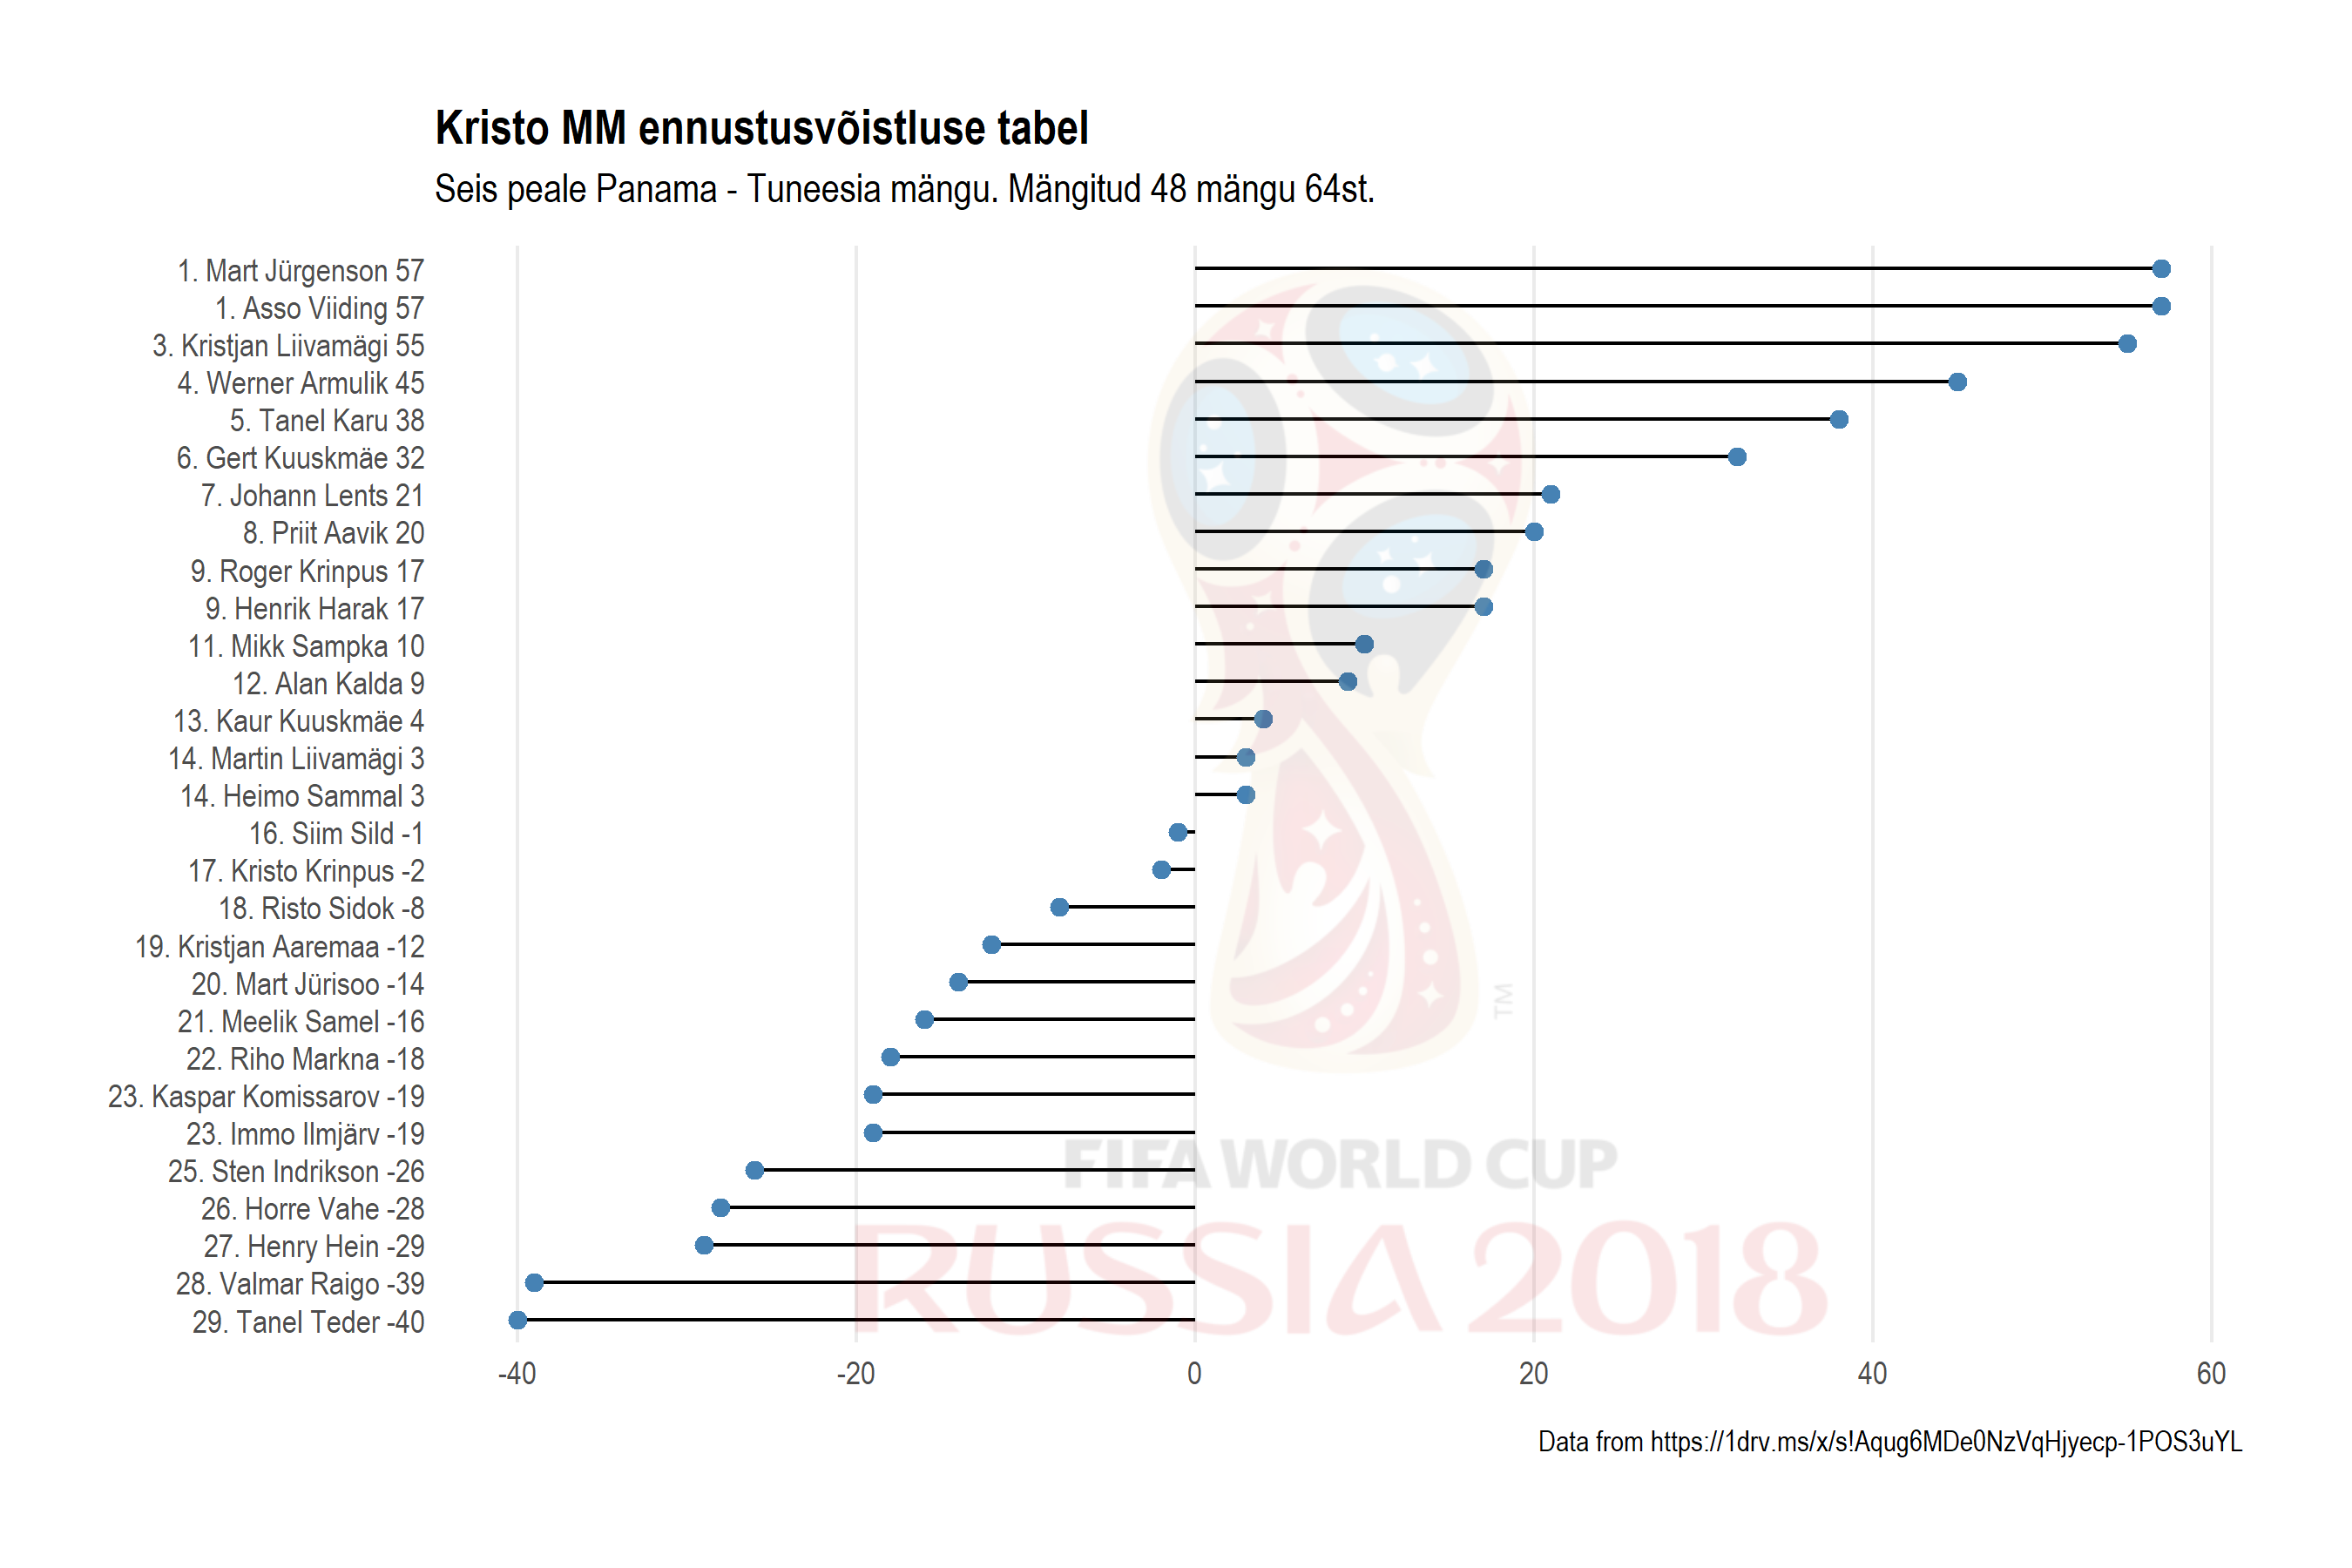 Kristo MM ennustusvõistluse tabel
Seis peale Panama - Tuneesia mängu. Mängitud 48 mängu 64st.
1. Mart Jürgenson 57
1. Asso Viiding 57
3. Kristjan Liivamägi 55
4. Werner Armulik 45
5. Tanel Karu 38
6. Gert Kuuskmäe 32
7. Johann Lents 21
8. Priit Aavik 20
9. Roger Krinpus 17
9. Henrik Harak 17
11. Mikk Sampka 10
12. Alan Kalda 9
13. Kaur Kuuskmäe 4
14. Martin Liivamägi 3
14. Heimo Sammal 3
16. Siim Sild -1
17. Kristo Krinpus -2
18. Risto Sidok -8
19. Kristjan Aaremaa -12
20. Mart Jürisoo -14
21. Meelik Samel -16
22. Riho Markna -18
23. Kaspar Komissarov -19
23. Immo Ilmjärv -19
25. Sten Indrikson -26
26. Horre Vahe -28
27. Henry Hein -29
28. Valmar Raigo -39
29. Tanel Teder -40
TM
FIFA WORLD CUP
RUSSIA 2018
-40 -20 0 20 40 60
Data from https://1drv.ms/x/s!Aqug6MDe0NzVqHjyecp-1POS3uYL